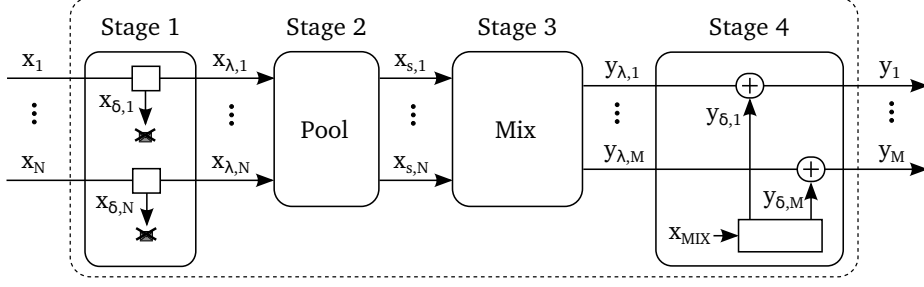 Stage 1 Stage 2 Stage 3 Stage 4
x1 xλ,1 xs,1 yλ,1 y1
xδ,1 yδ,1
Pool Mix
xN xλ,N xs,N yλ,M yM
xδ,N yδ,M
xMIX